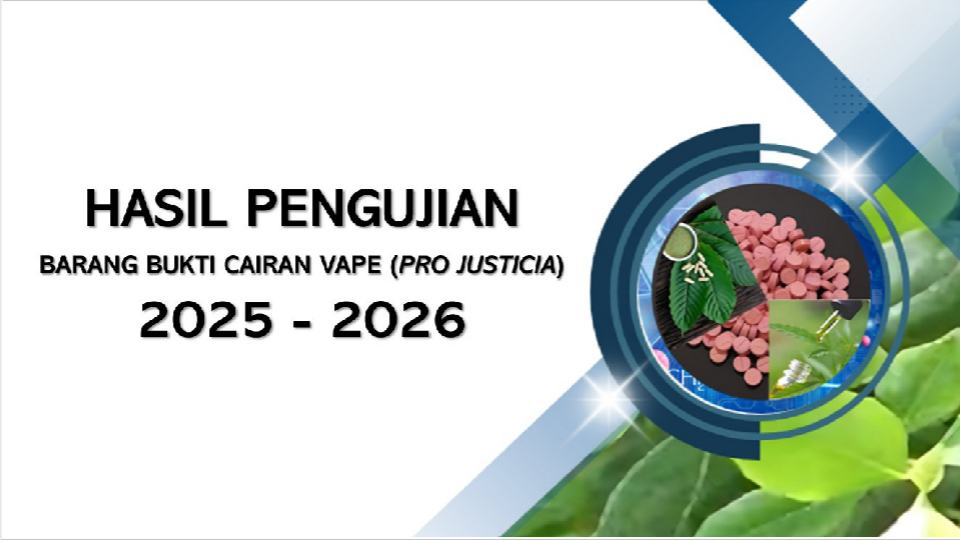 HASIL PENGUJIAN
BARANG BUKTI CAIRAN VAPE (PRO JUSTICIA)
2025 - 2026